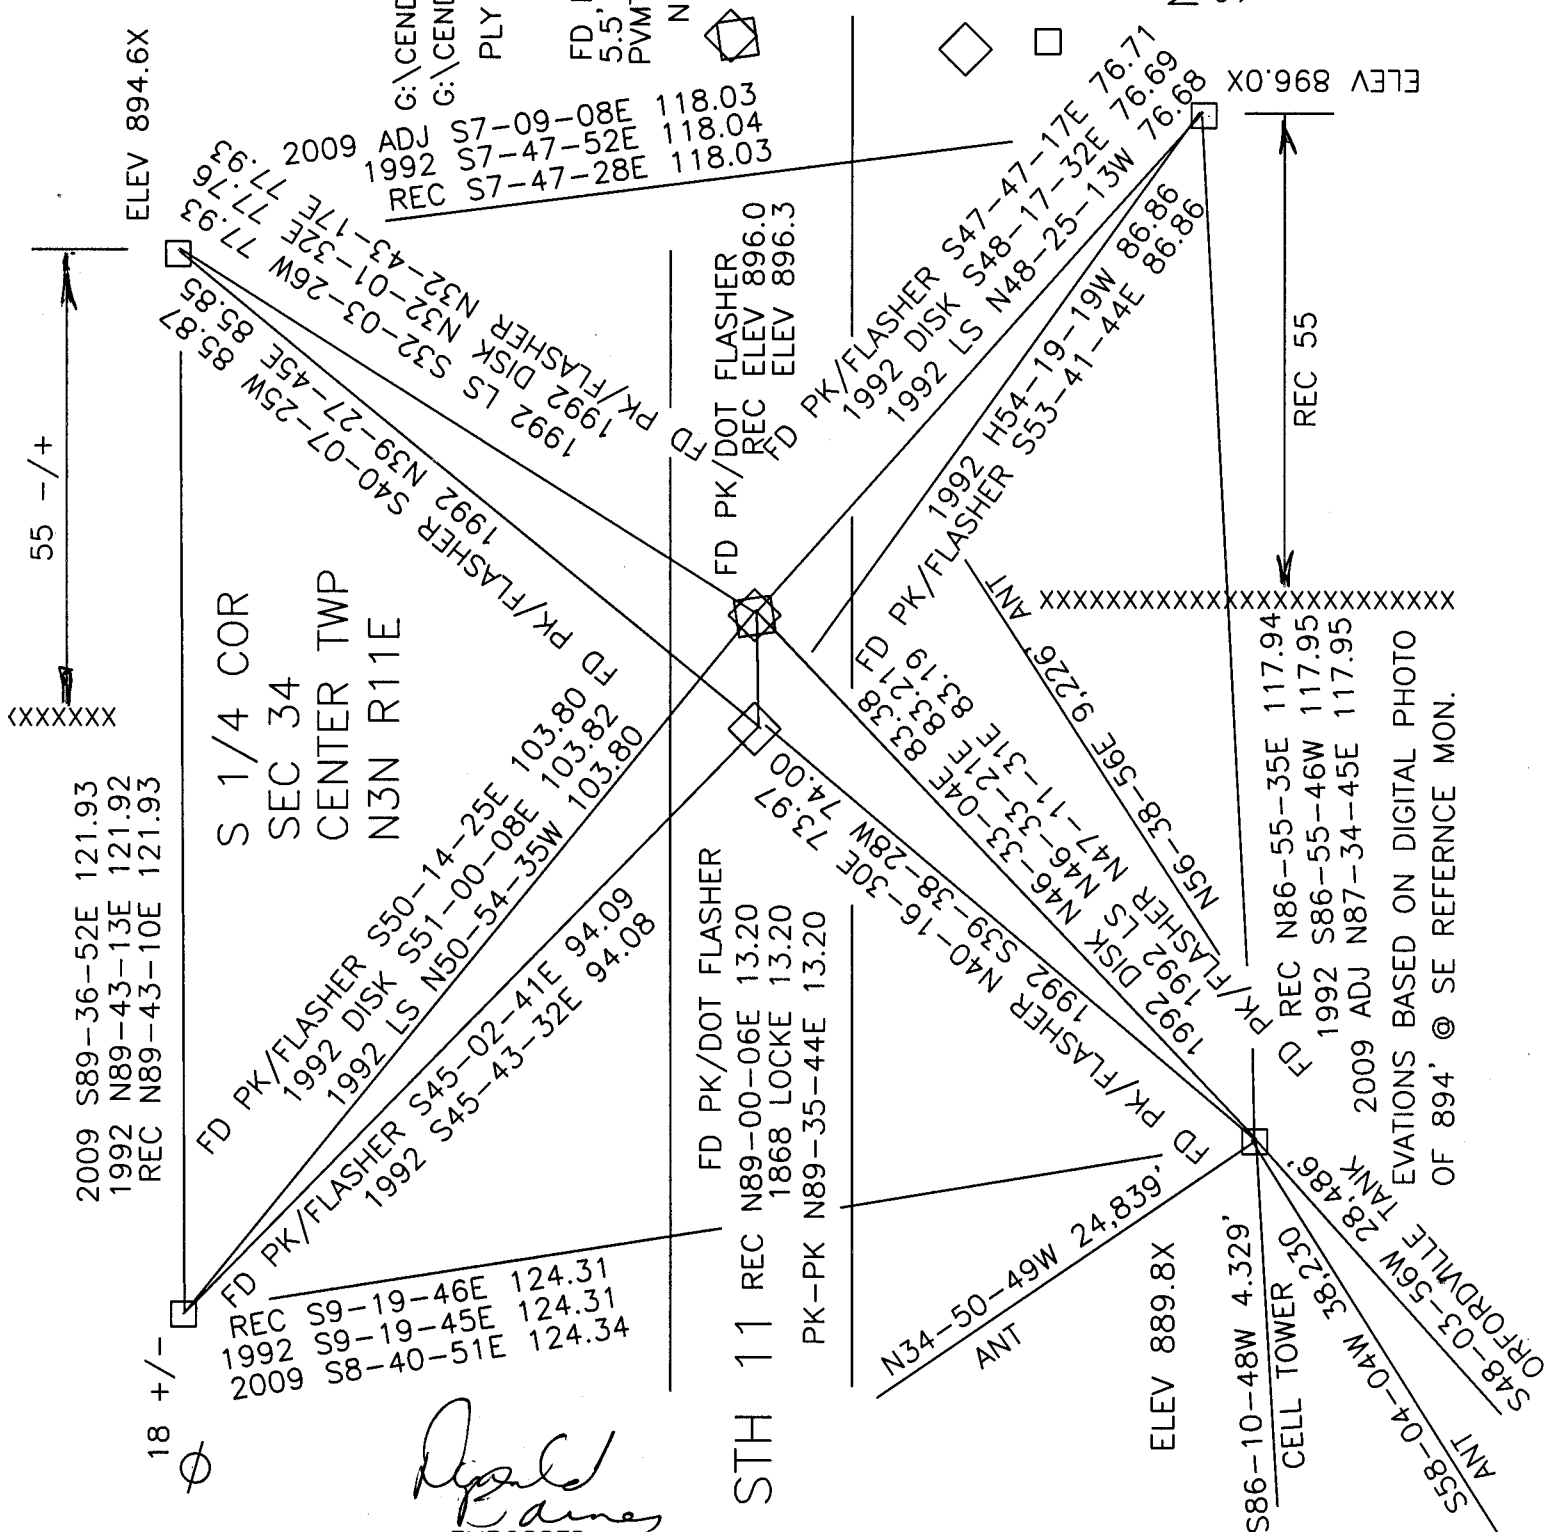 ELEV 894.6X
G:\CEND
G:\CEND
PLY
5.5'
PVMT
55 -/+
2009 ADJ S7-09-08E 118.03
1992 S7-47-52E 118.04
REC S7-47-28E 118.03
1992 LS S32-03-26W 77.93
1992 DISK N32-01-32E 77.76
FD PK/FLASHER N32-43-17E 77.93
FD PK/FLASHER S40-07-25W 85.87
1992 N39-27-45E 85.85
FD PK/DOT FLASHER
REC ELEV 896.0
ELEV 896.3
FD PK/FLASHER S47-47-17E 76.71
1992 DISK S48-17-32E 76.69
1992 LS N48-25-13W 76.68
1992 H54-19-19W 86.86
FD PK/FLASHER S53-41-44E 86.86
ELEV 896.0X
REC 55
XXXXXXXXXXXXXXXXXXXXXXXXXX
XXXXXX
S 1/4 COR
SEC 34
CENTER TWP
N3N R11E
2009 S89-36-52E 121.93
1992 N89-43-13E 121.92
REC N89-43-10E 121.93
FD PK/FLASHER S50-14-25E 103.80 FD
1992 DISK S51-00-08E 103.82
1992 LS N50-54-35W 103.80
FD PK/FLASHER S45-02-41E 94.09
1992 S45-43-32E 94.08
REC S9-19-46E 124.31
1992 S9-19-45E 124.31
2009 S8-40-51E 124.34
18 +/-
STH 11
FD PK/DOT FLASHER
REC N89-00-06E 13.20
1868 LOCKE 13.20
PK-PK N89-35-44E 13.20
FD PK/FLASHER N40-16-30E 73.97
1992 S39-38-28W 74.00
1992 DISK N46-33-04E 83.38
1992 LS N46-33-21E 83.21
FD PK/FLASHER N47-11-31E 83.19
N56-38-56E 9,226' ANT
FD REC N86-55-35E 117.94
1992 S86-55-46W 117.95
2009 ADJ N87-34-45E 117.95
EVATIONS BASED ON DIGITAL PHOTO
OF 894' @ SE REFERNCE MON.
N34-50-49W 24,839'
ANT
ELEV 889.8X
S86-10-48W 4.329'
CELL TOWER
S58-04-04W 38,230
ANT
S48-03-56W 28,486'
ORFORDVILLE TANK